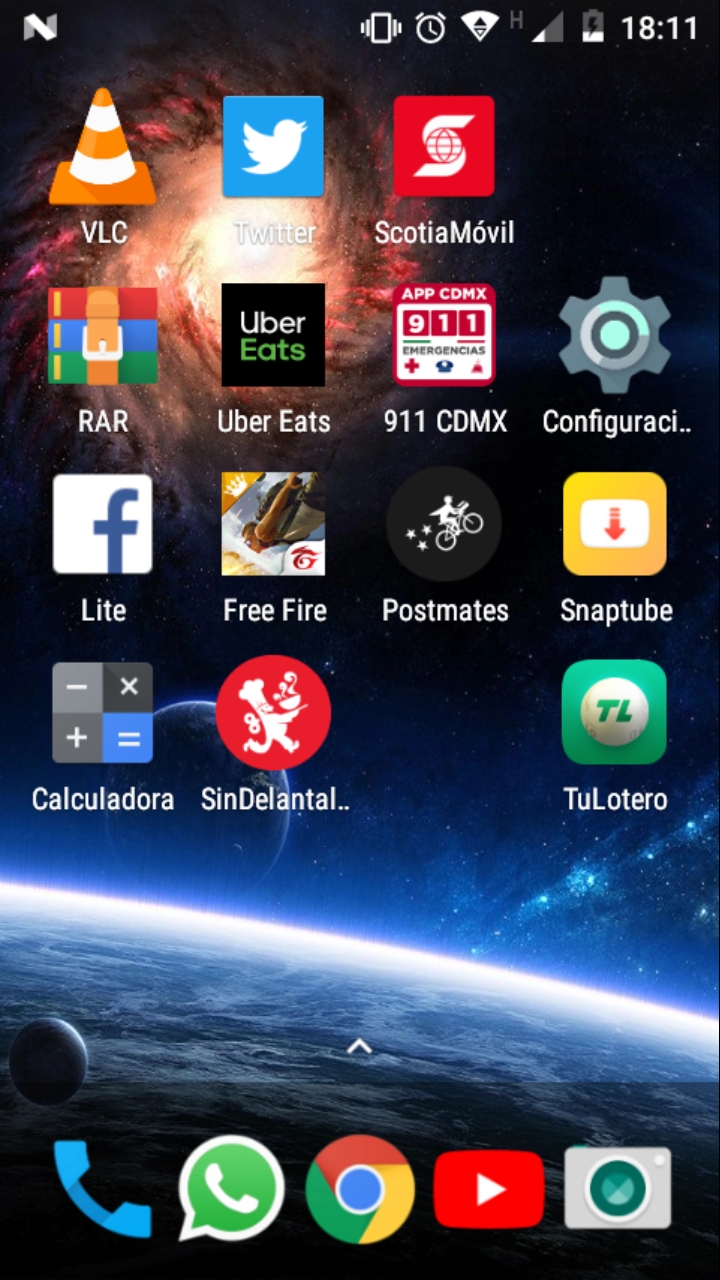 H 18:11
VLC
Twitter
ScotiaMóvil
APP CDMX
911
EMERGENCIAS
Uber
Eats
RAR
Uber Eats
911 CDMX
Configuraci..
Lite
Free Fire
Postmates
Snaptube
TL
Calculadora
SinDelantal..
TuLotero